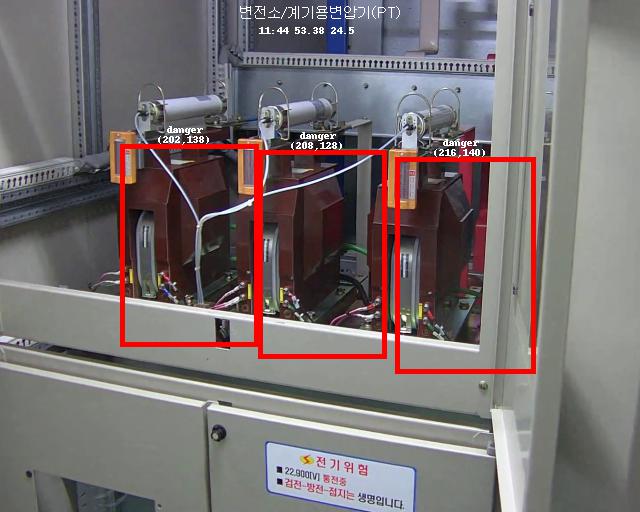 변전소/계기용변압기(PT)
11:44 53.38 24.5
danger
(202,138)
danger
(208,128)
danger
(216,140)
전기위험
■ 22,900[V] 통전중
■ 검전-방전-접지는 생명입니다.